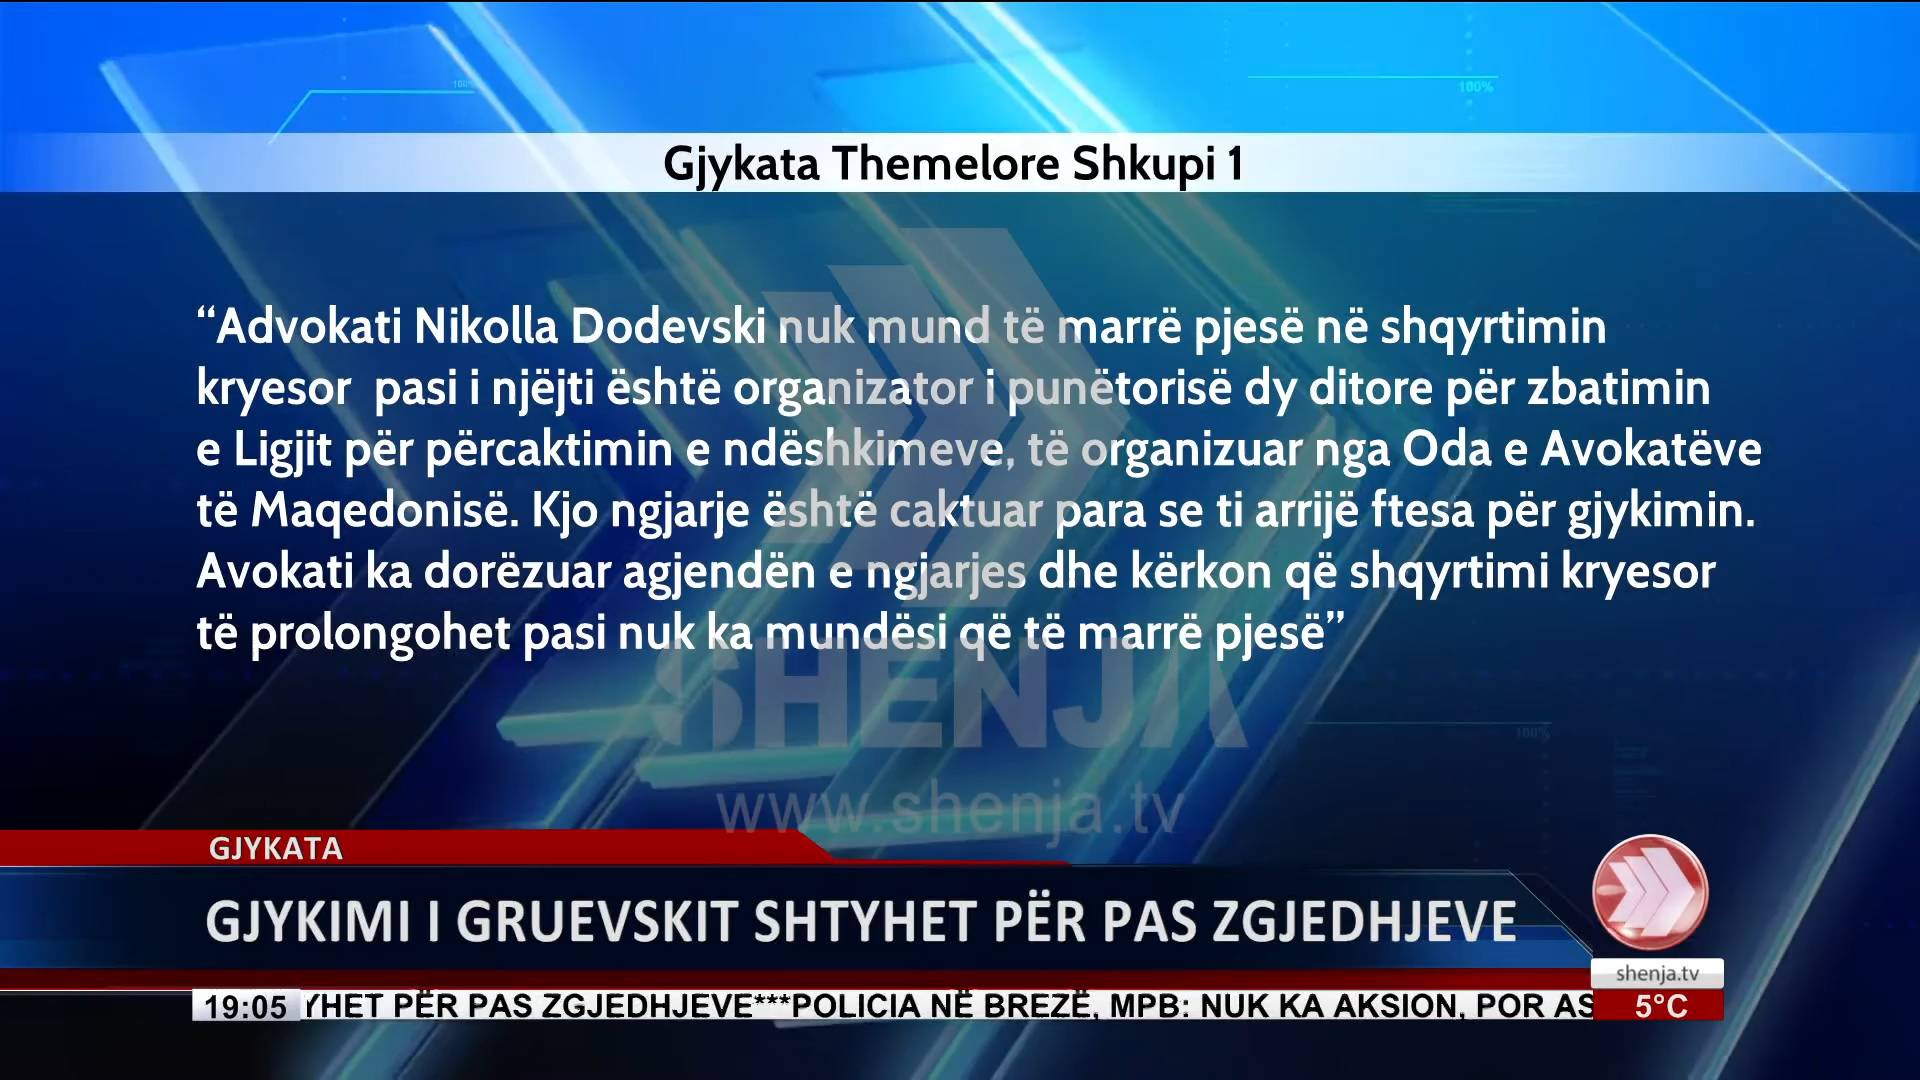 100%
100%
Gjykata Themelore Shkupi 1
“Advokati Nikolla Dodevski nuk mund të marrë pjesë në shqyrtimin
kryesor pasi i njëjti është organizator i punëtorisë dy ditore për zbatimin
e Ligjit për përcaktimin e ndëshkimeve, të organizuar nga Oda e Avokatëve
të Maqedonisë. Kjo ngjarje është caktuar para se ti arrijë ftesa për gjykimin.
Avokati ka dorëzuar agjendën e ngjarjes dhe kërkon që shqyrtimi kryesor
të prolongohet pasi nuk ka mundësi që të marrë pjesë”
SHENJA
100%
www.shenja.tv
GJYKATA
GJYKIMI I GRUEVSKIT SHTYHET PËR PAS ZGJEDHJEVE
shenja.tv
19:05 YHET PËR PAS ZGJEDHJEVE***POLICIA NË BREZË, MPB: NUK KA AKSION, POR AS 5°C